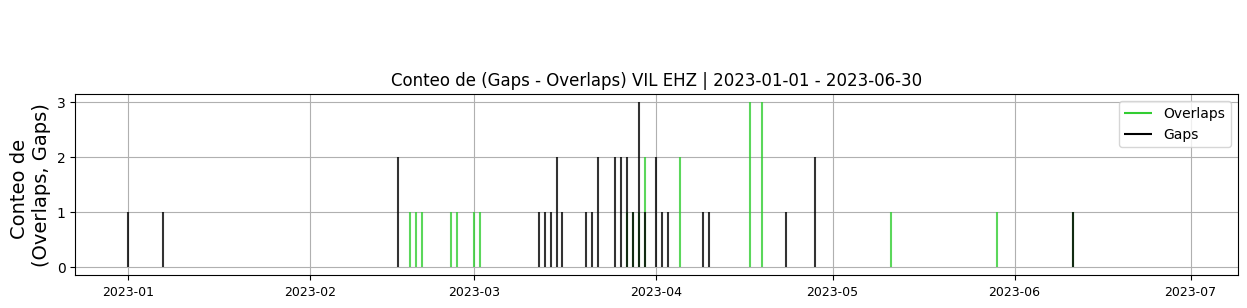 Conteo de (Gaps - Overlaps) VIL EHZ | 2023-01-01 - 2023-06-30
Conteo de
(Overlaps, Gaps)
3
2
1
0
Overlaps
Gaps
2023-01
2023-02
2023-03
2023-04
2023-05
2023-06
2023-07